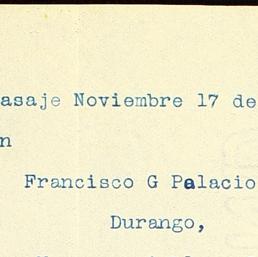 asaje Noviembre 17 de
n
Francisco G Palacio
Durango,